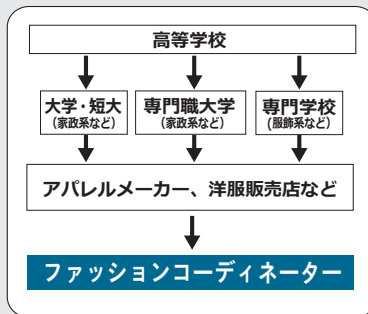 高等学校
大学・短大
(家政系など)
専門職大学
(家政系など)
専門学校
(服飾系など)
アパレルメーカー、洋服販売店など
ファッションコーディネーター